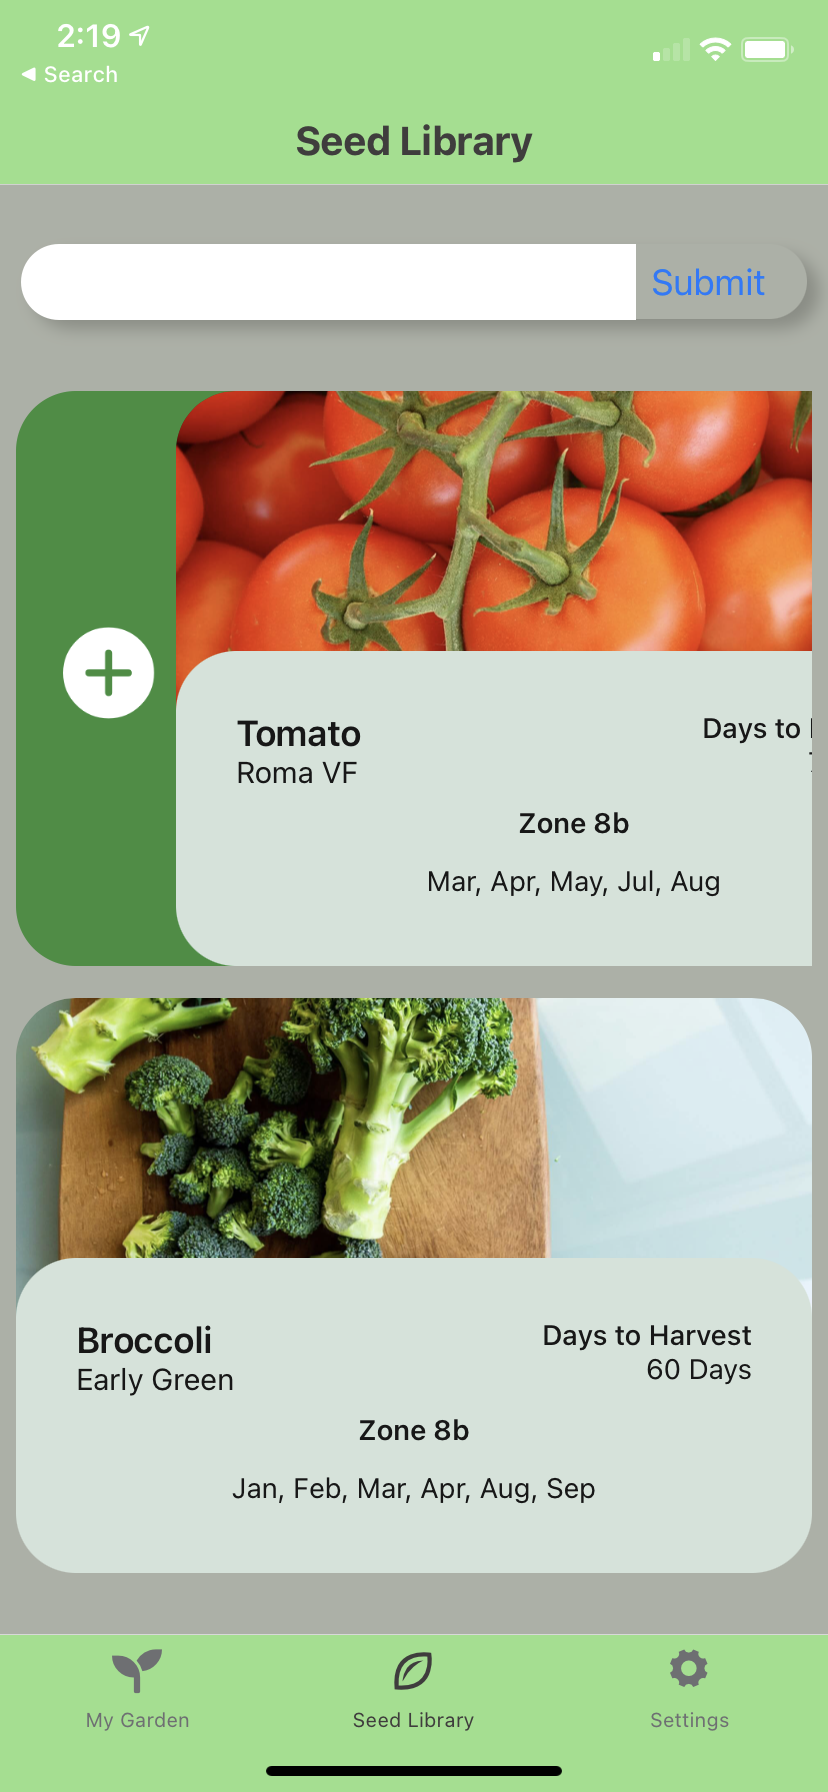 2:19
◀ Search
Seed Library
Submit
Tomato
Roma VF
Days to
Zone 8b
Mar, Apr, May, Jul, Aug
Broccoli
Early Green
Days to Harvest
60 Days
Zone 8b
Jan, Feb, Mar, Apr, Aug, Sep
My Garden
Seed Library
Settings